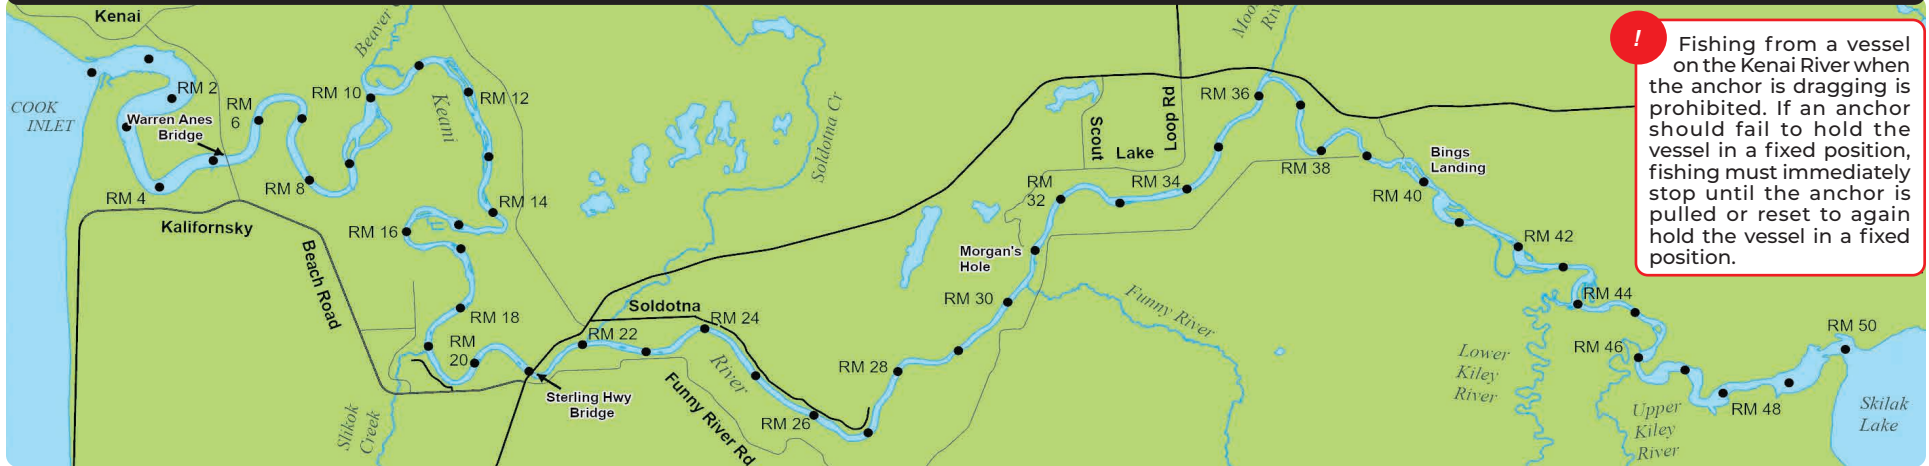 Kenai
COOK
INLET
RM 2
Warren Anes
Bridge
RM
6
RM 4
Kalifornsky
RM 8
RM 10
Beaver
Keani
RM 12
RM 14
RM 16
Beach Road
RM 18
RM
20
Slikok
Creek
Sterling Hwy
Bridge
RM 22
Soldotna
Soldotna Cr
RM 24
River
Funny River Rd
RM 26
RM 28
RM 30
Morgan's
Hole
Funny River
RM
32
Scout
Lake
Loop Rd
RM 34
RM 36
Moo
Riv
RM 38
Bings
Landing
RM 40
RM 42
RM 44
Lower
Kiley
River
RM 46
Upper
Kiley
River
RM 48
RM 50
Skilak
Lake
!
Fishing from a vessel
on the Kenai River when
the anchor is dragging is
prohibited. If an anchor
should fail to hold the
vessel in a fixed position,
fishing must immediately
stop until the anchor is
pulled or reset to again
hold the vessel in a fixed
position.